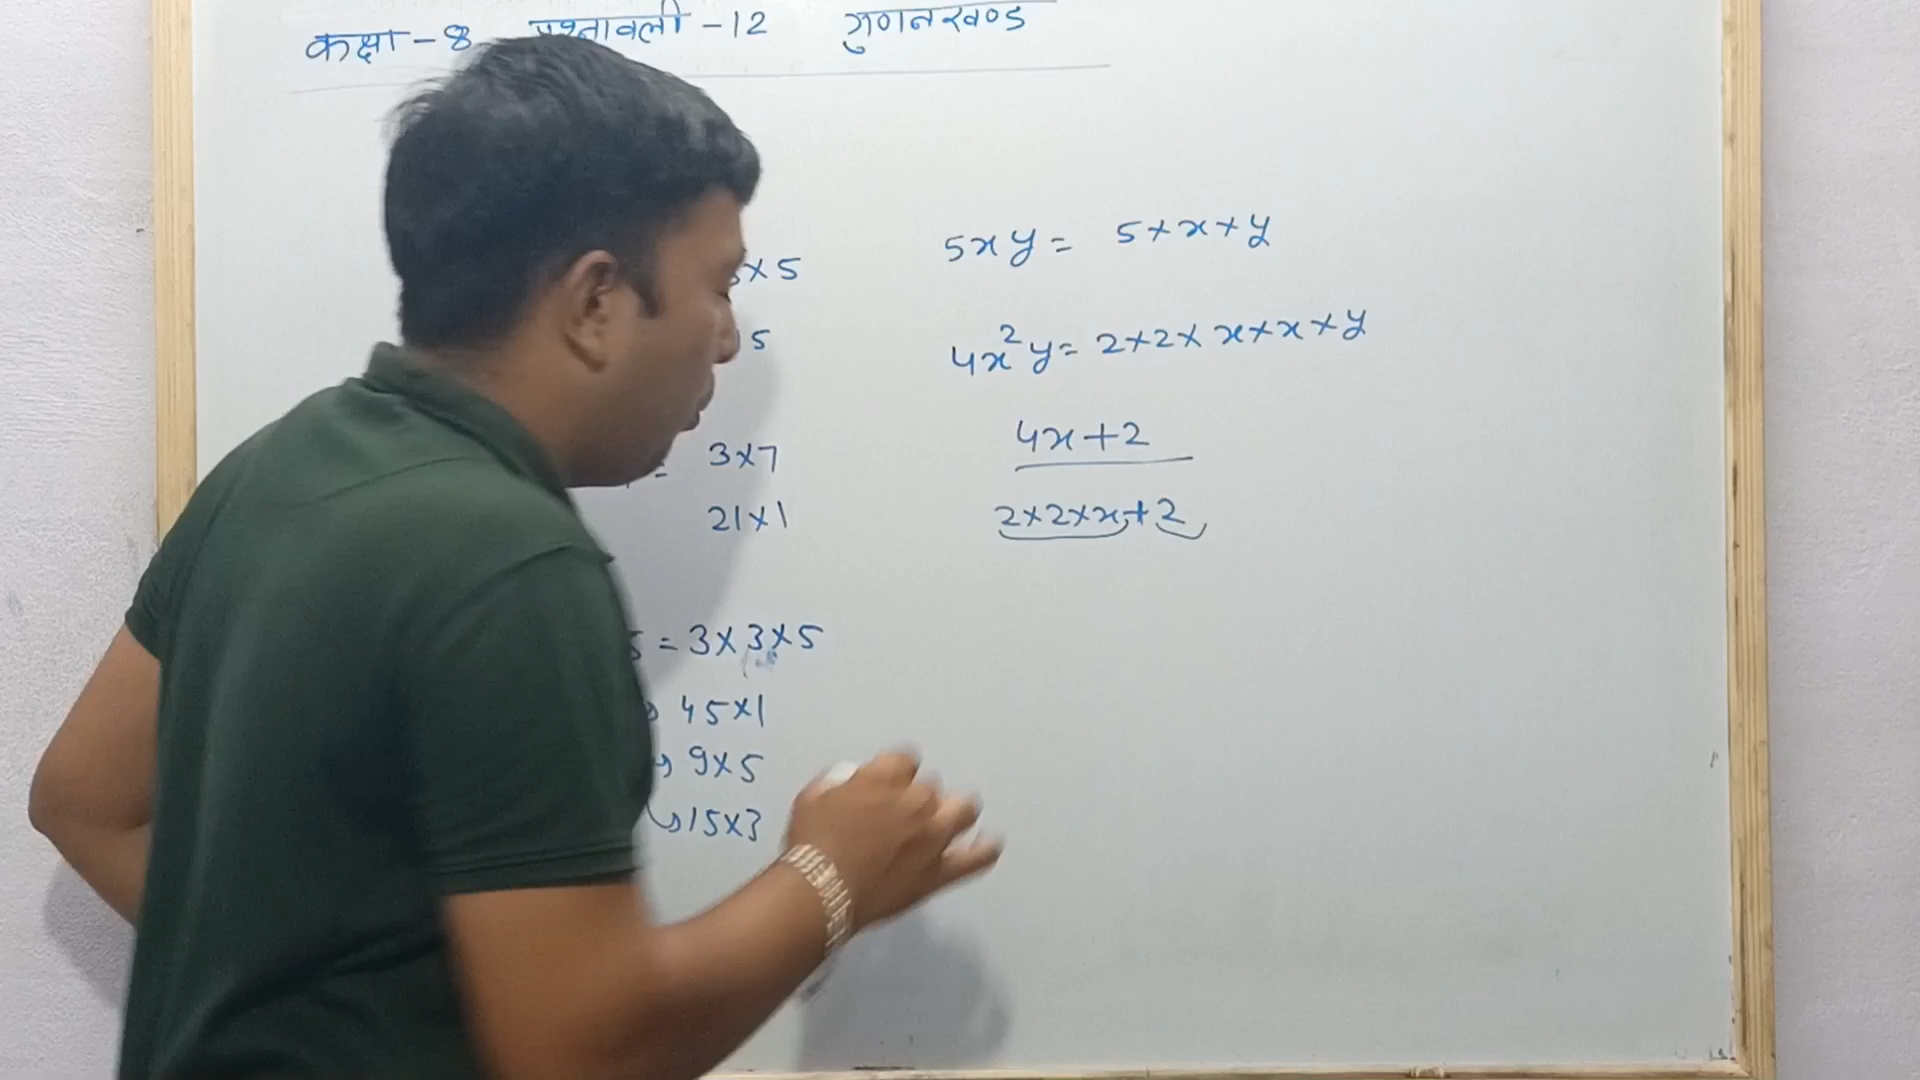 कक्षा - 8 प्रश्नावली - 12 गुणनखण्ड
× 5
5
= 3×7
21×1
5 = 3×3×5
45×1
9×5
15×3
5xy = 5×x×y
4x²y = 2×2×x×x×y
4x+2
2×2×x+2